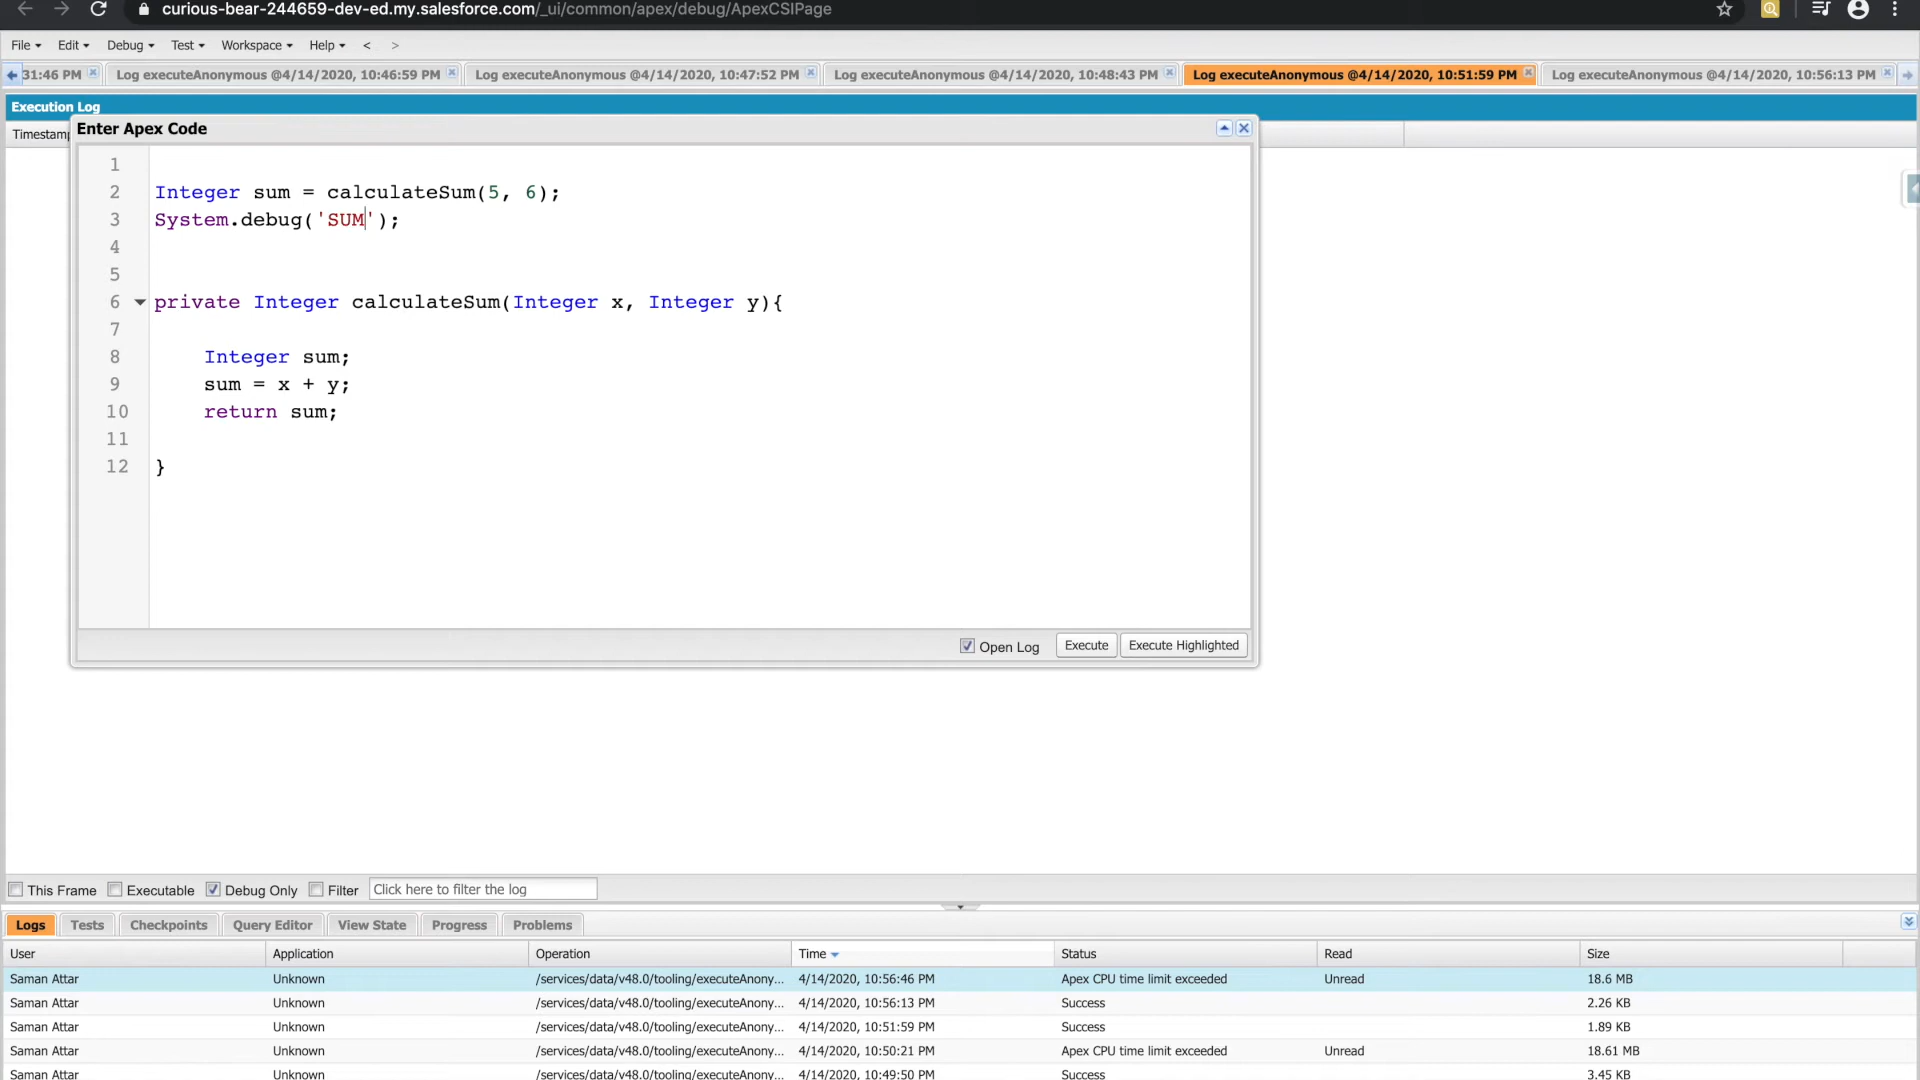 curious-bear-244659-dev-ed.my.salesforce.com/_ui/common/apex/debug/ApexCSIPage
File Edit Debug Test Workspace Help < >
31:46 PM Log executeAnonymous @4/14/2020, 10:46:59 PM Log executeAnonymous @4/14/2020, 10:47:52 PM Log executeAnonymous @4/14/2020, 10:48:43 PM Log executeAnonymous @4/14/2020, 10:51:59 PM Log executeAnonymous @4/14/2020, 10:56:13 PM
Execution Log
Timestamp
Enter Apex Code
1
2 Integer sum = calculateSum(5, 6);
3 System.debug('SUM');
4
5
6 private Integer calculateSum(Integer x, Integer y){
7
8 Integer sum;
9 sum = x + y;
10 return sum;
11
12 }
Open Log Execute Execute Highlighted
This Frame Executable Debug Only Filter Click here to filter the log
Logs Tests Checkpoints Query Editor View State Progress Problems
User Application Operation Time Status Read Size
Saman Attar Unknown /services/data/v48.0/tooling/executeAnony... 4/14/2020, 10:56:46 PM Apex CPU time limit exceeded Unread 18.6 MB
Saman Attar Unknown /services/data/v48.0/tooling/executeAnony... 4/14/2020, 10:56:13 PM Success 2.26 KB
Saman Attar Unknown /services/data/v48.0/tooling/executeAnony... 4/14/2020, 10:51:59 PM Success 1.89 KB
Saman Attar Unknown /services/data/v48.0/tooling/executeAnony... 4/14/2020, 10:50:21 PM Apex CPU time limit exceeded Unread 18.61 MB
Saman Attar Unknown /services/data/v48.0/tooling/executeAnony... 4/14/2020, 10:49:50 PM Success 3.45 KB